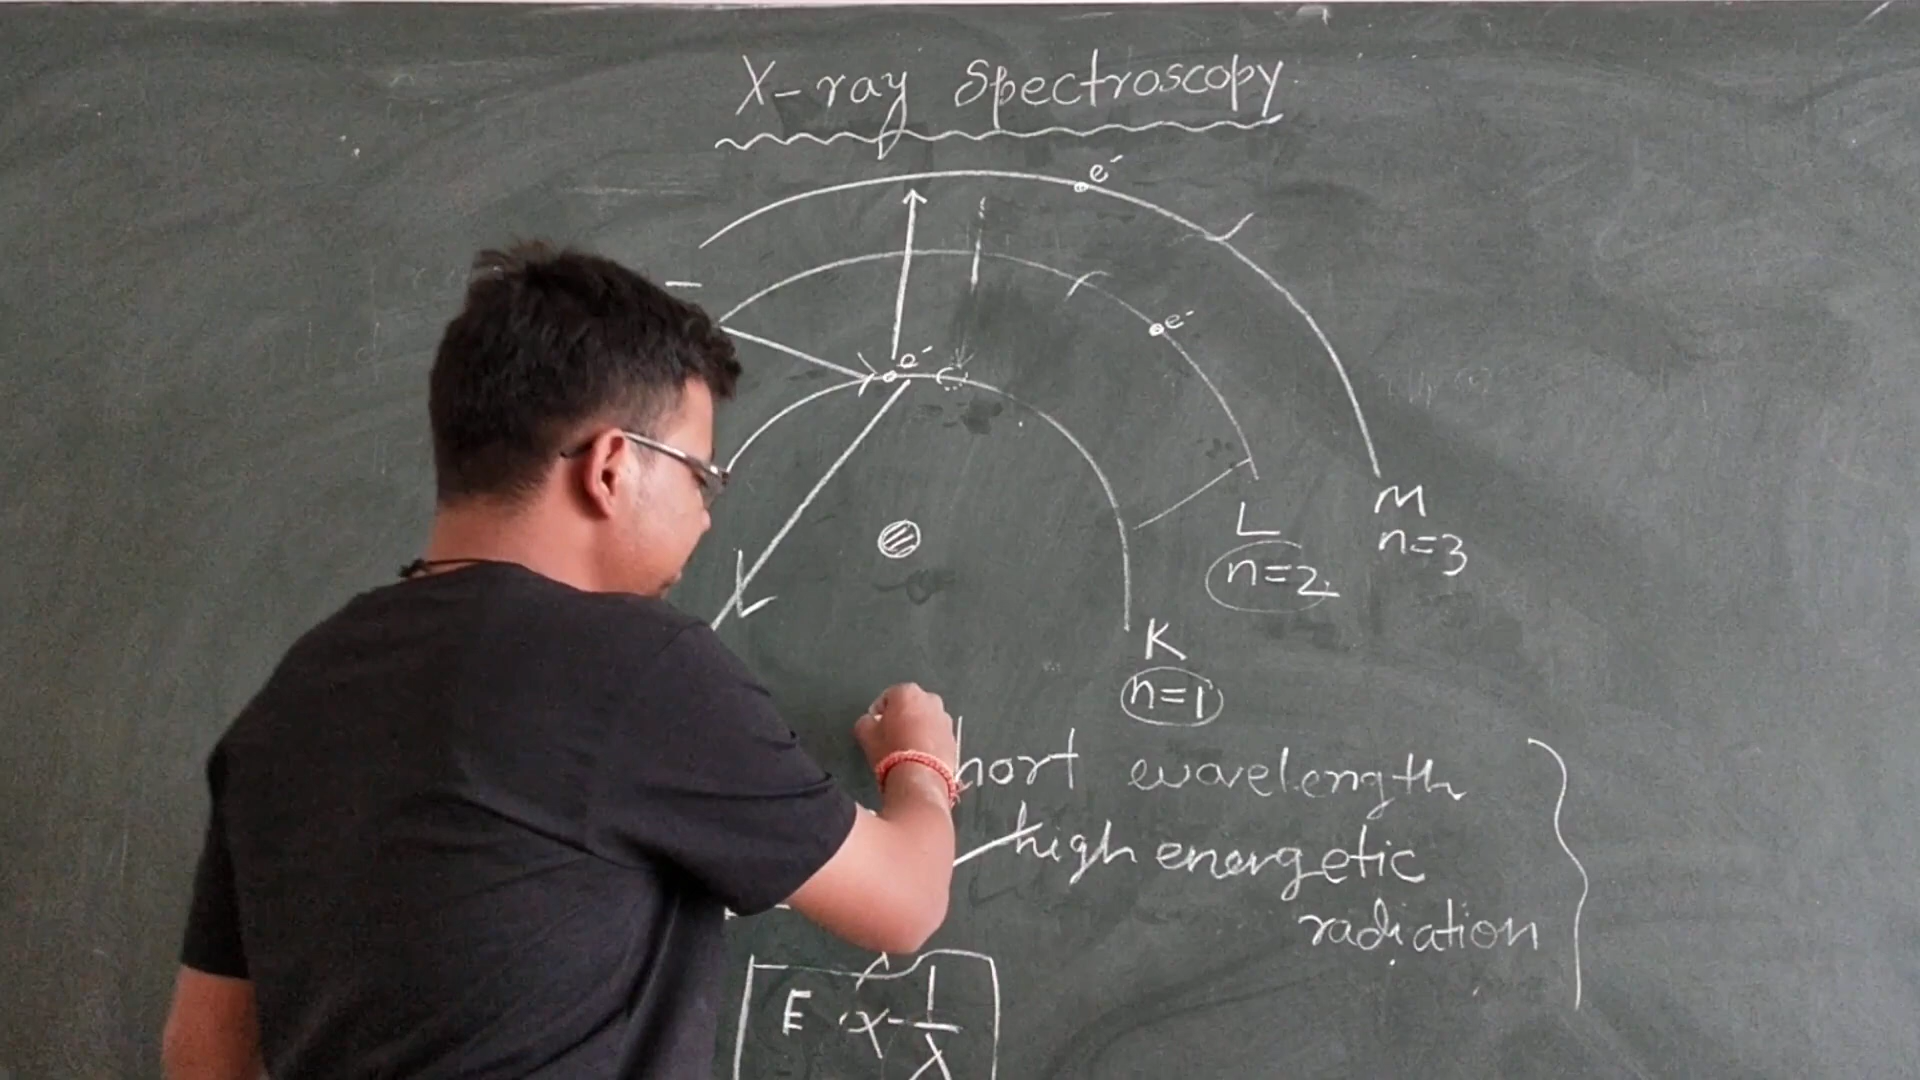 X-ray Spectroscopy
e-
e-
e-
M
n=3
L
n=2
K
n=1
hort wavelength
high energetic
radiation
E ∝ 1/λ